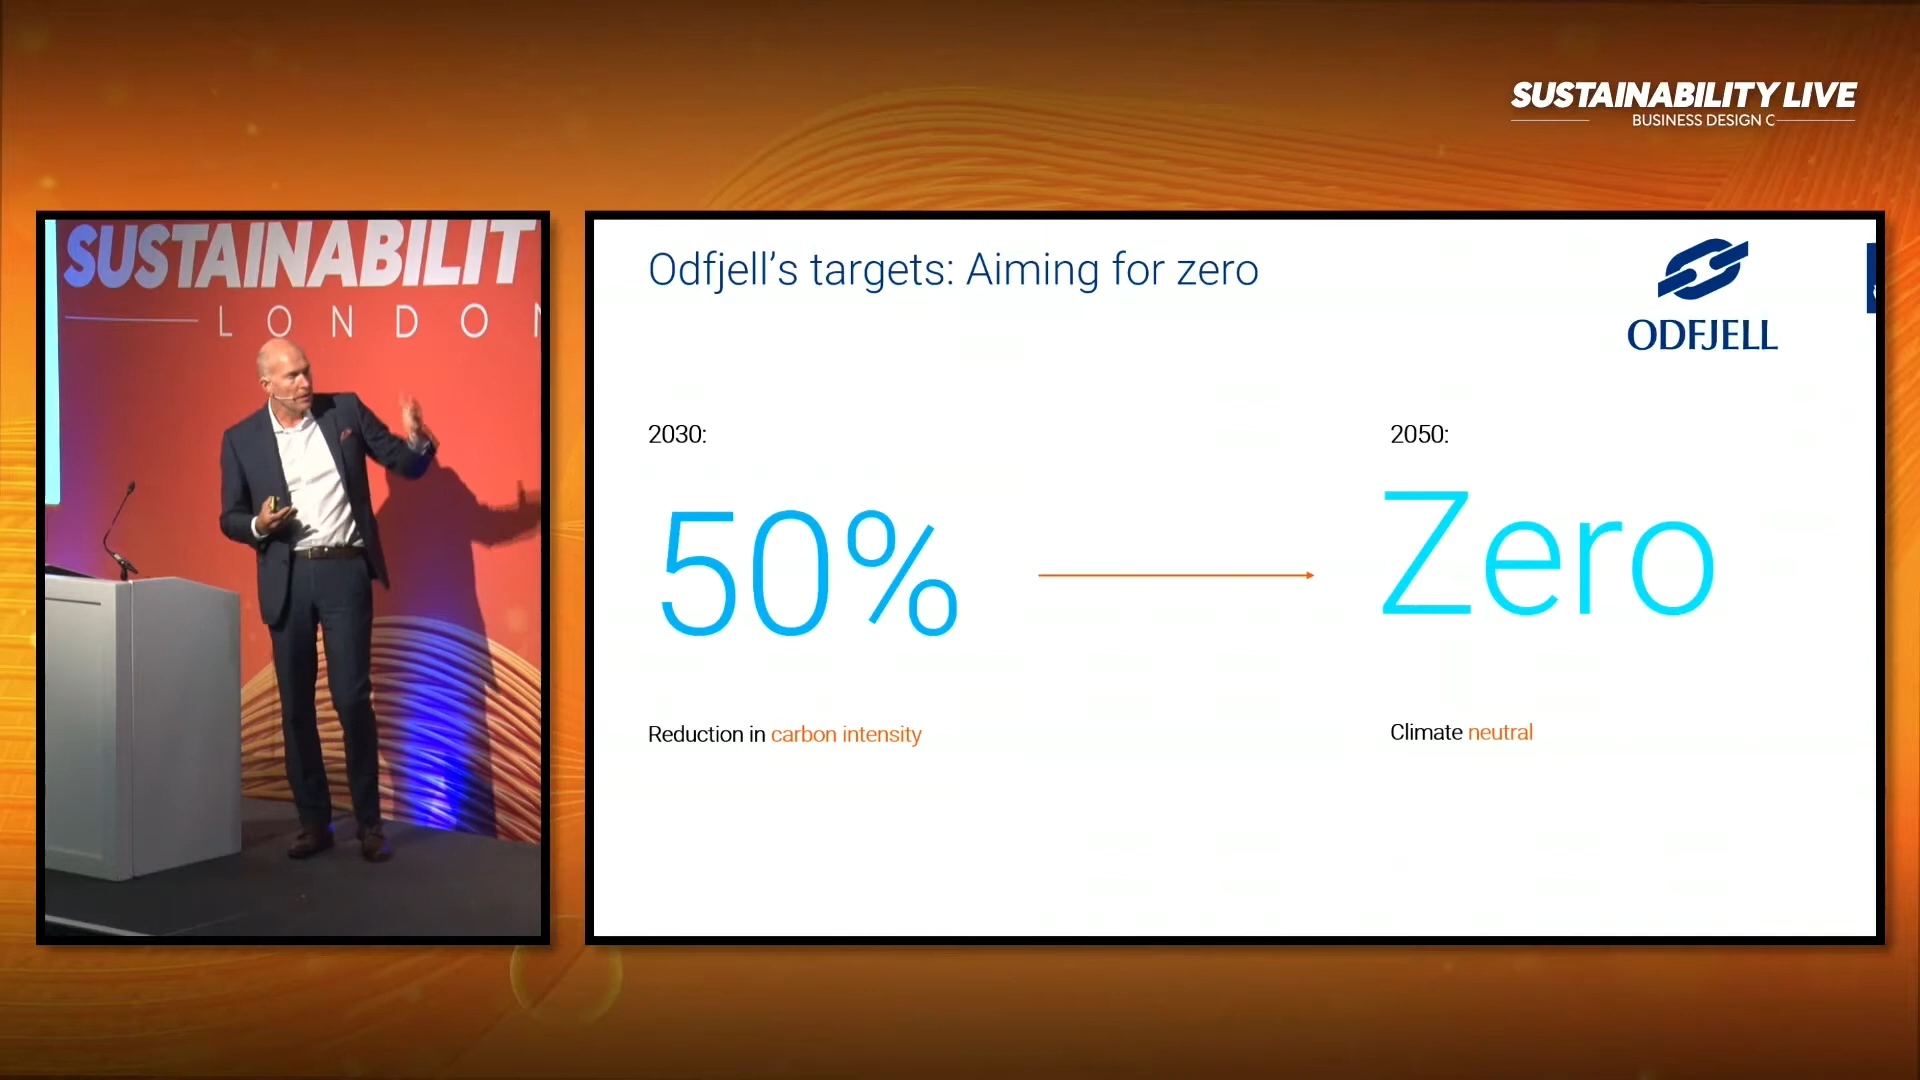 SUSTAINABILITY LIVE
BUSINESS DESIGN C
SUSTAINABILIT
LONDON
Odfjell's targets: Aiming for zero
ODFJELL
2030:
50%
Reduction in carbon intensity
2050:
Zero
Climate neutral